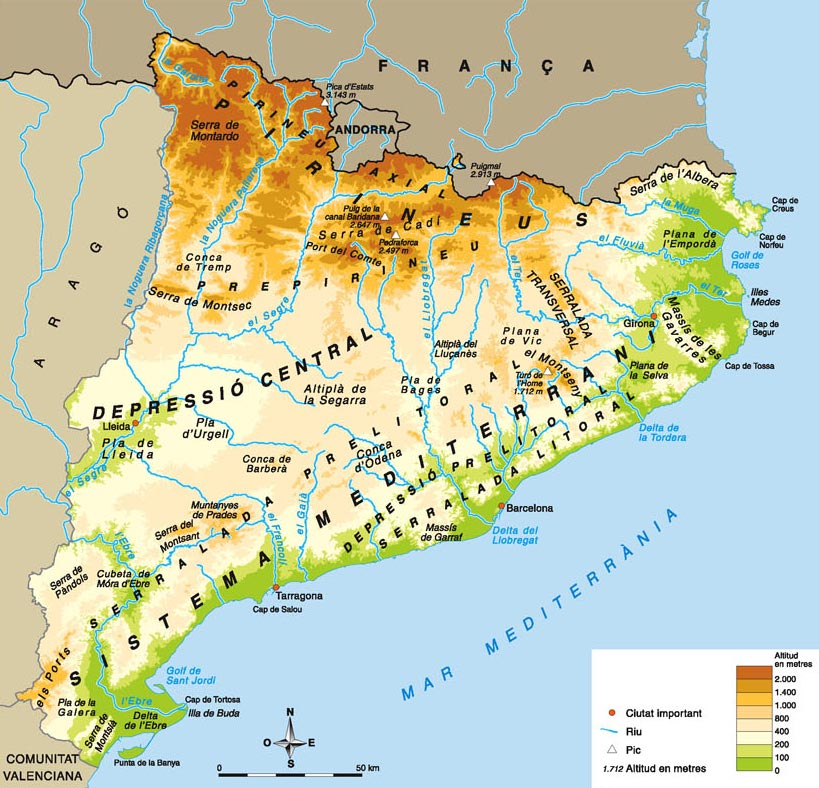 FRANÇA
la Garona
PIRINEU AXIAL
Pica d'Estats
3.143 m
PIRINEUS
ANDORRA
Serra de
Montardo
Puigmal
2.913 m
Serra de l'Albera
ARAGÓ
la Noguera Ribagorçana
la Noguera Pallaresa
Puig de la
canal Baridana
2.647 m
Serra de Cadí
Pedraforca
2.497 m
Port del Comte
la Muga
Cap de
Creus
Plana de
l'Empordà
Cap de
Norfeu
el Fluvià
Golf de
Roses
Conca
de Tremp
PREPIRINEU
Serra de Montsec
el Segre
el Llobregat
el Ter
SERRALADA
TRANSVERSAL
el Ter
Illes
Medes
Girona
Massís de les
Gavarres
Cap de
Begur
Plana
de Vic
Altiplà del
Lluçanès
el Montseny
Turó de
l'Home
1.712 m
Cap de Tossa
Plana de
la Selva
DEPRESSIÓ CENTRAL
Altiplà de
la Segarra
Pla de
Bages
Lleida
Pla
d'Urgell
Pla de
Lleida
Delta de
la Tordera
el Segre
Conca de
Barberà
Conca
d'Òdena
SERRALADA PRELITORAL
SISTEMA MEDITERRANI
DEPRESSIÓ PRELITORAL
SERRALADA LITORAL
Muntanyes
de Prades
Serra del
Montsant
el Francolí
el Gaià
Barcelona
Massís
de Garraf
Delta del
Llobregat
l'Ebre
Serra de
Pàndols
Cubeta de
Móra d'Ebre
Tarragona
Cap de Salou
MAR MEDITERRÀNIA
els Ports
Golf de
Sant Jordi
Cap de Tortosa
l'Ebre
Illa de Buda
Pla de la
Galera
Delta
de l'Ebre
Serra de
Montsià
Punta de la Banya
COMUNITAT
VALENCIANA
N
O E
S
0 50 km
Ciutat important
Riu
Pic
1.712 Altitud en metres
Altitud
en metres
2.000
1.400
1.000
800
400
200
100
0